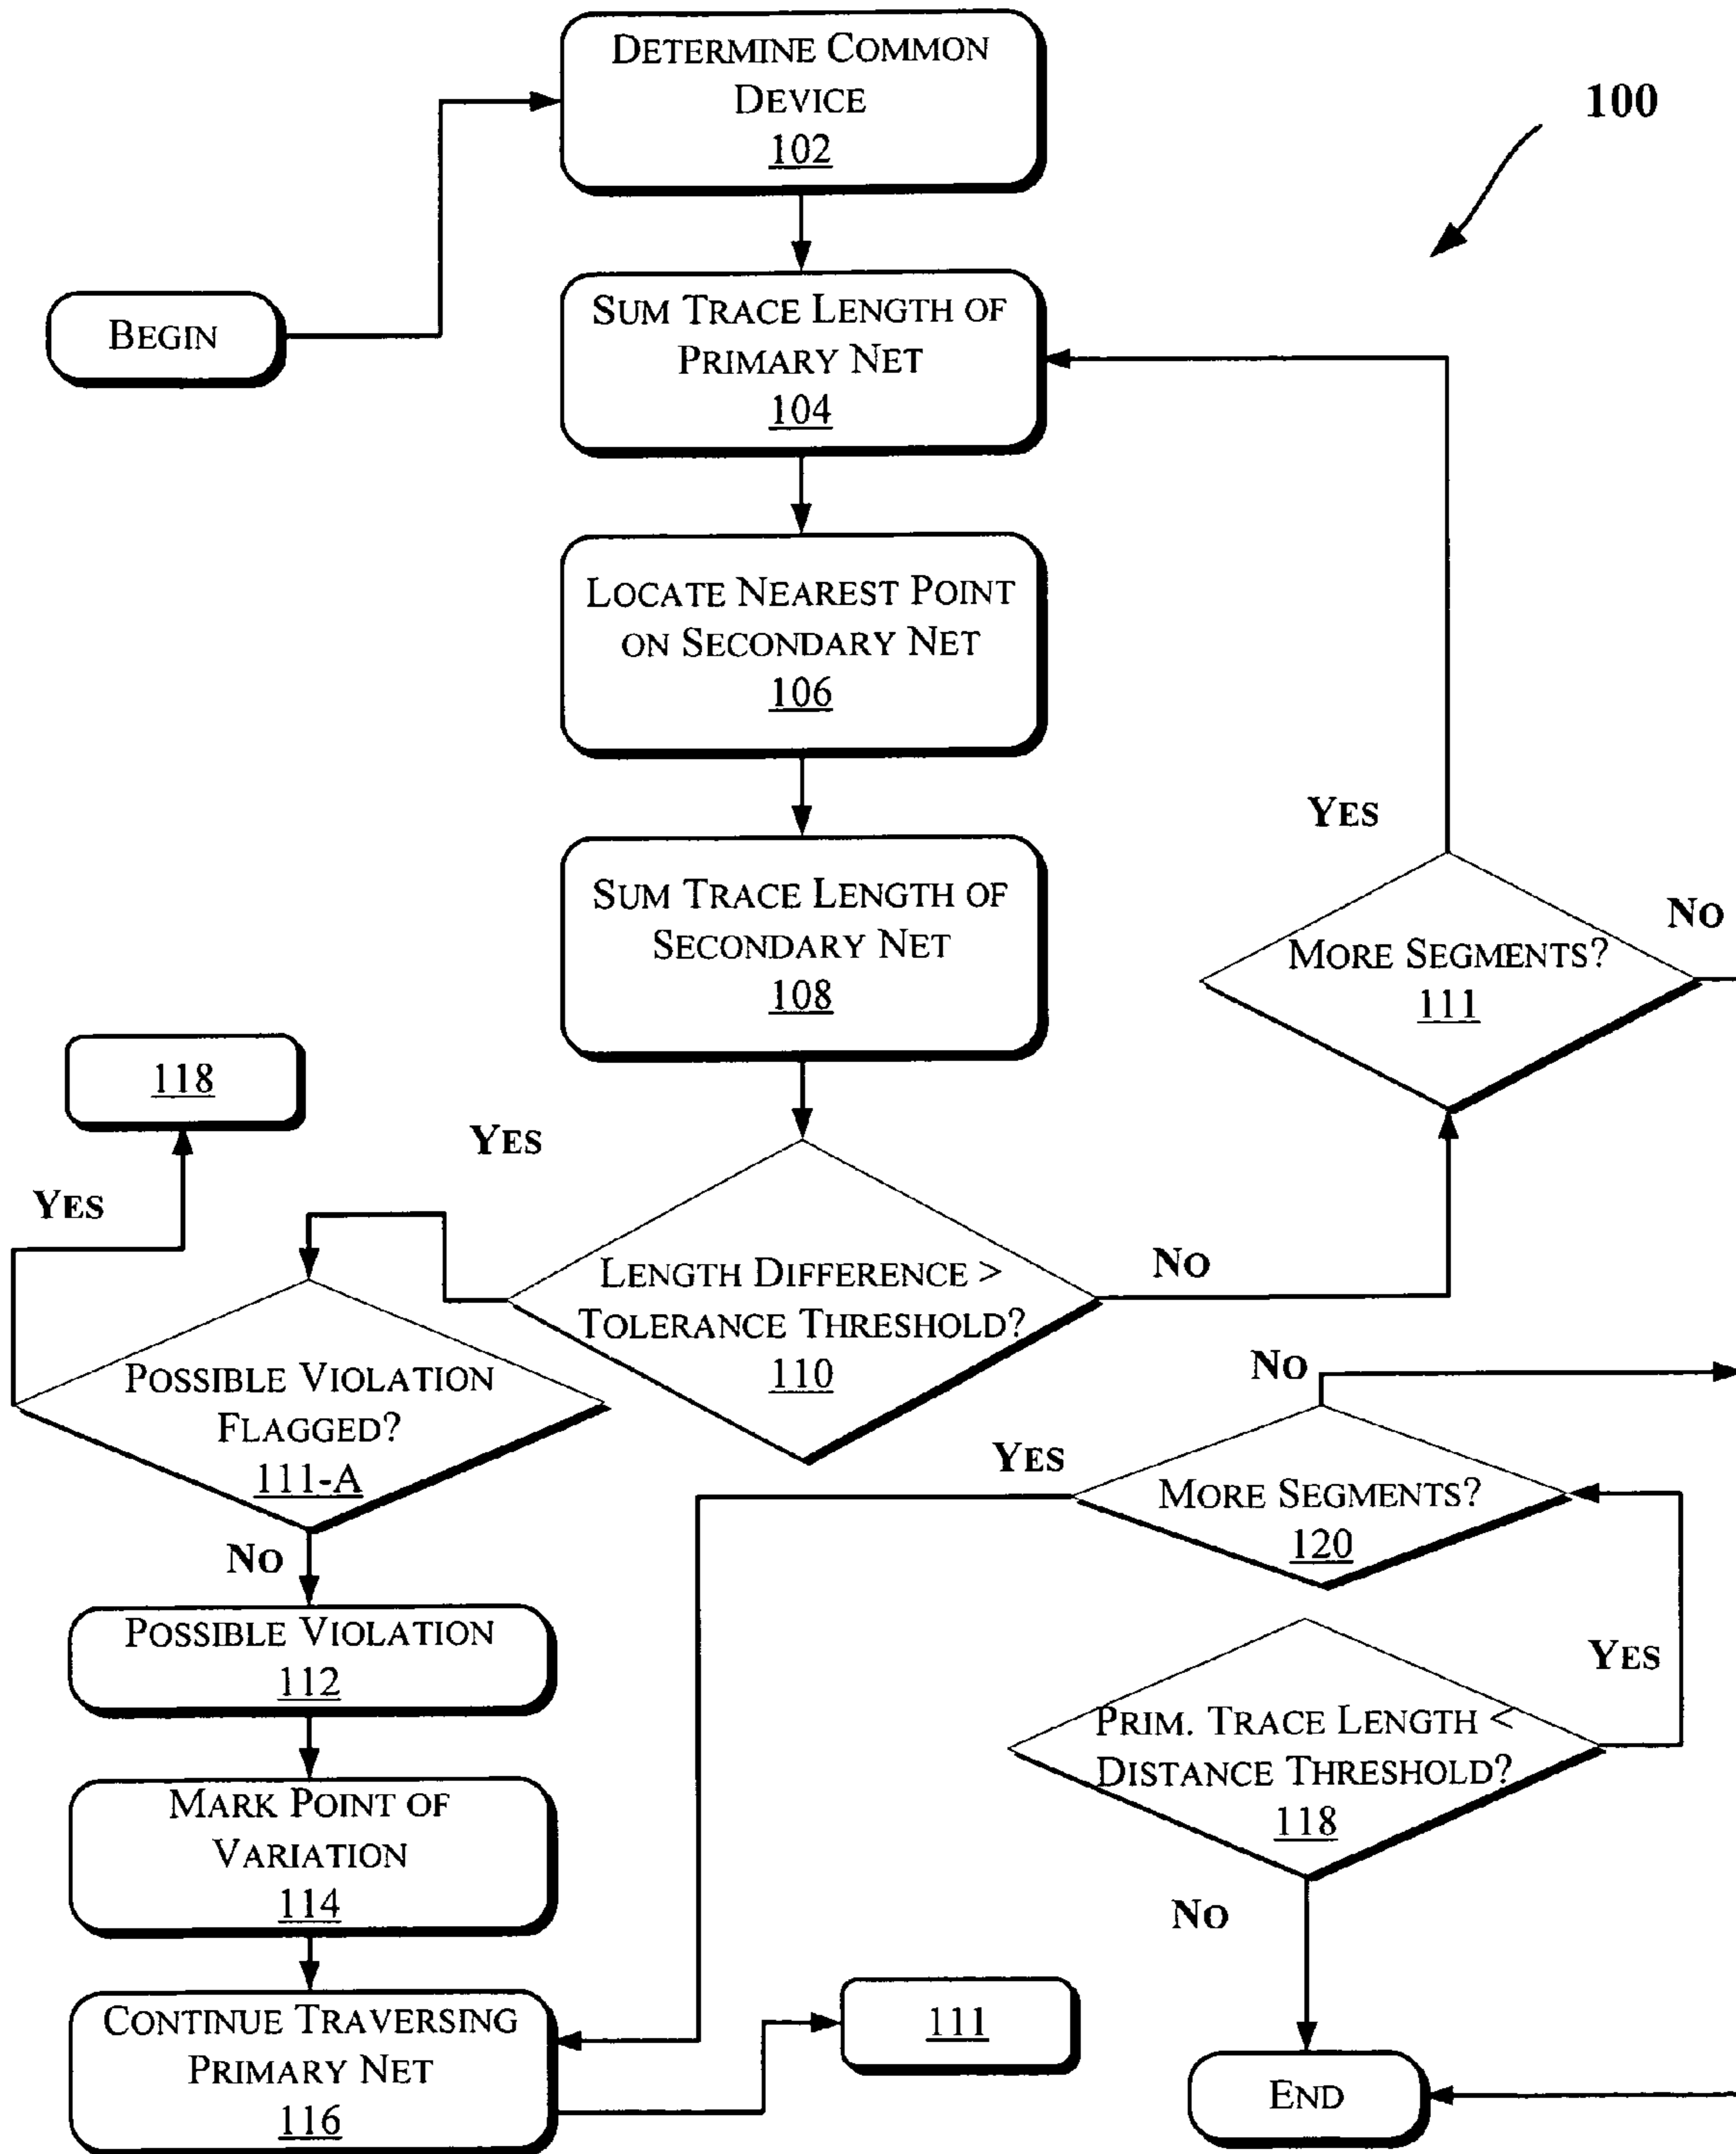 DETERMINE COMMON
DEVICE
102
100
BEGIN
SUM TRACE LENGTH OF
PRIMARY NET
104
LOCATE NEAREST POINT
ON SECONDARY NET
106
SUM TRACE LENGTH OF
SECONDARY NET
108
YES
MORE SEGMENTS?
111
NO
118
YES
YES
LENGTH DIFFERENCE >
TOLERANCE THRESHOLD?
110
NO
POSSIBLE VIOLATION
FLAGGED?
111-A
NO
NO
YES
MORE SEGMENTS?
120
POSSIBLE VIOLATION
112
YES
PRIM. TRACE LENGTH <
DISTANCE THRESHOLD?
118
NO
MARK POINT OF
VARIATION
114
CONTINUE TRAVERSING
PRIMARY NET
116
111
END